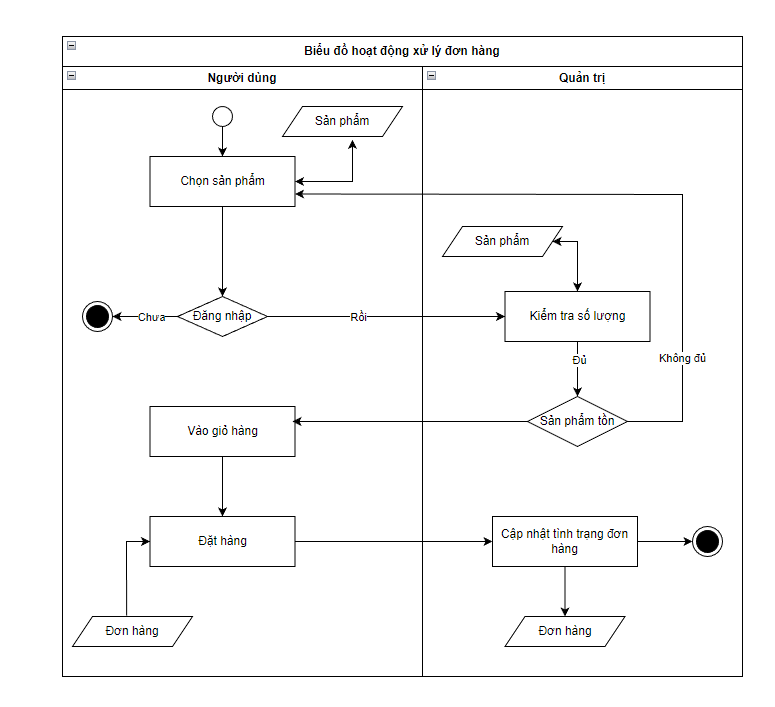 Biểu đồ hoạt động xử lý đơn hàng
Người dùng
Quản trị
Sản phẩm
Chọn sản phẩm
Sản phẩm
Chưa
Đăng nhập
Rồi
Kiểm tra số lượng
Đủ
Không đủ
Vào giỏ hàng
Sản phẩm tồn
Đặt hàng
Cập nhật tình trạng đơn
hàng
Đơn hàng
Đơn hàng